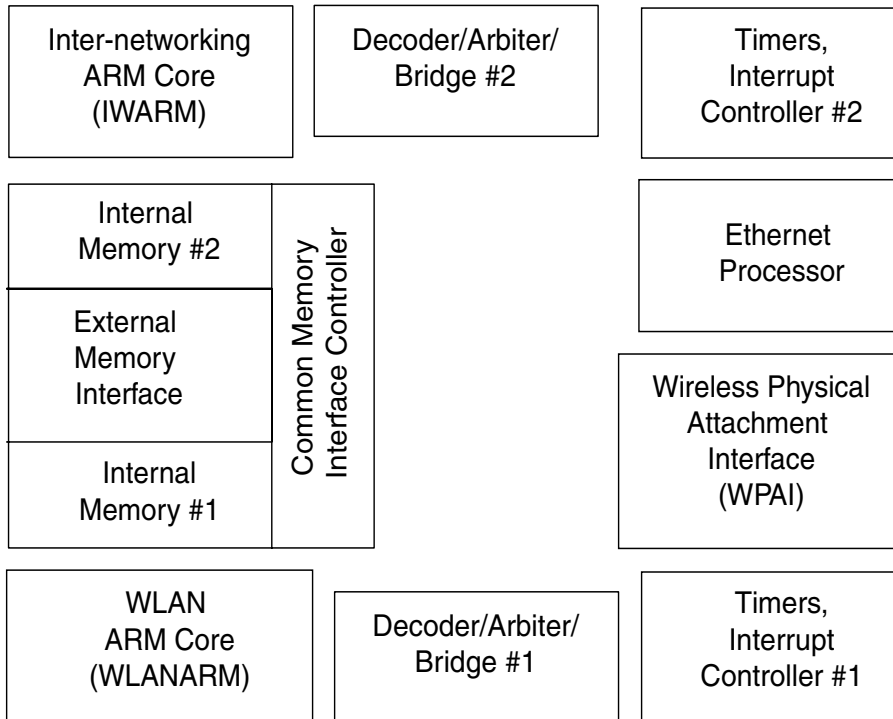 Inter-networking
ARM Core
(IWARM)
Decoder/Arbiter/
Bridge #2
Timers,
Interrupt
Controller #2
Internal
Memory #2
External
Memory
Interface
Internal
Memory #1
Common Memory
Interface Controller
Ethernet
Processor
Wireless Physical
Attachment
Interface
(WPAI)
WLAN
ARM Core
(WLANARM)
Decoder/Arbiter/
Bridge #1
Timers,
Interrupt
Controller #1